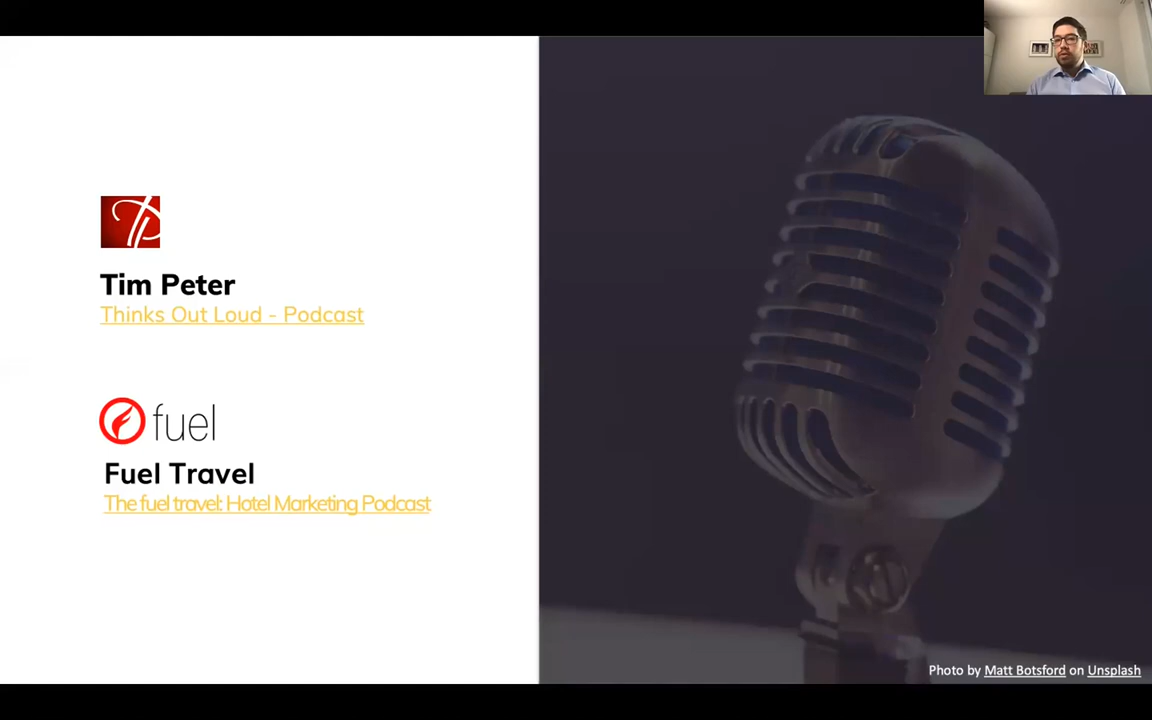 Tim Peter
Thinks Out Loud - Podcast
fuel
Fuel Travel
The fuel travel: Hotel Marketing Podcast
Photo by Matt Botsford on Unsplash